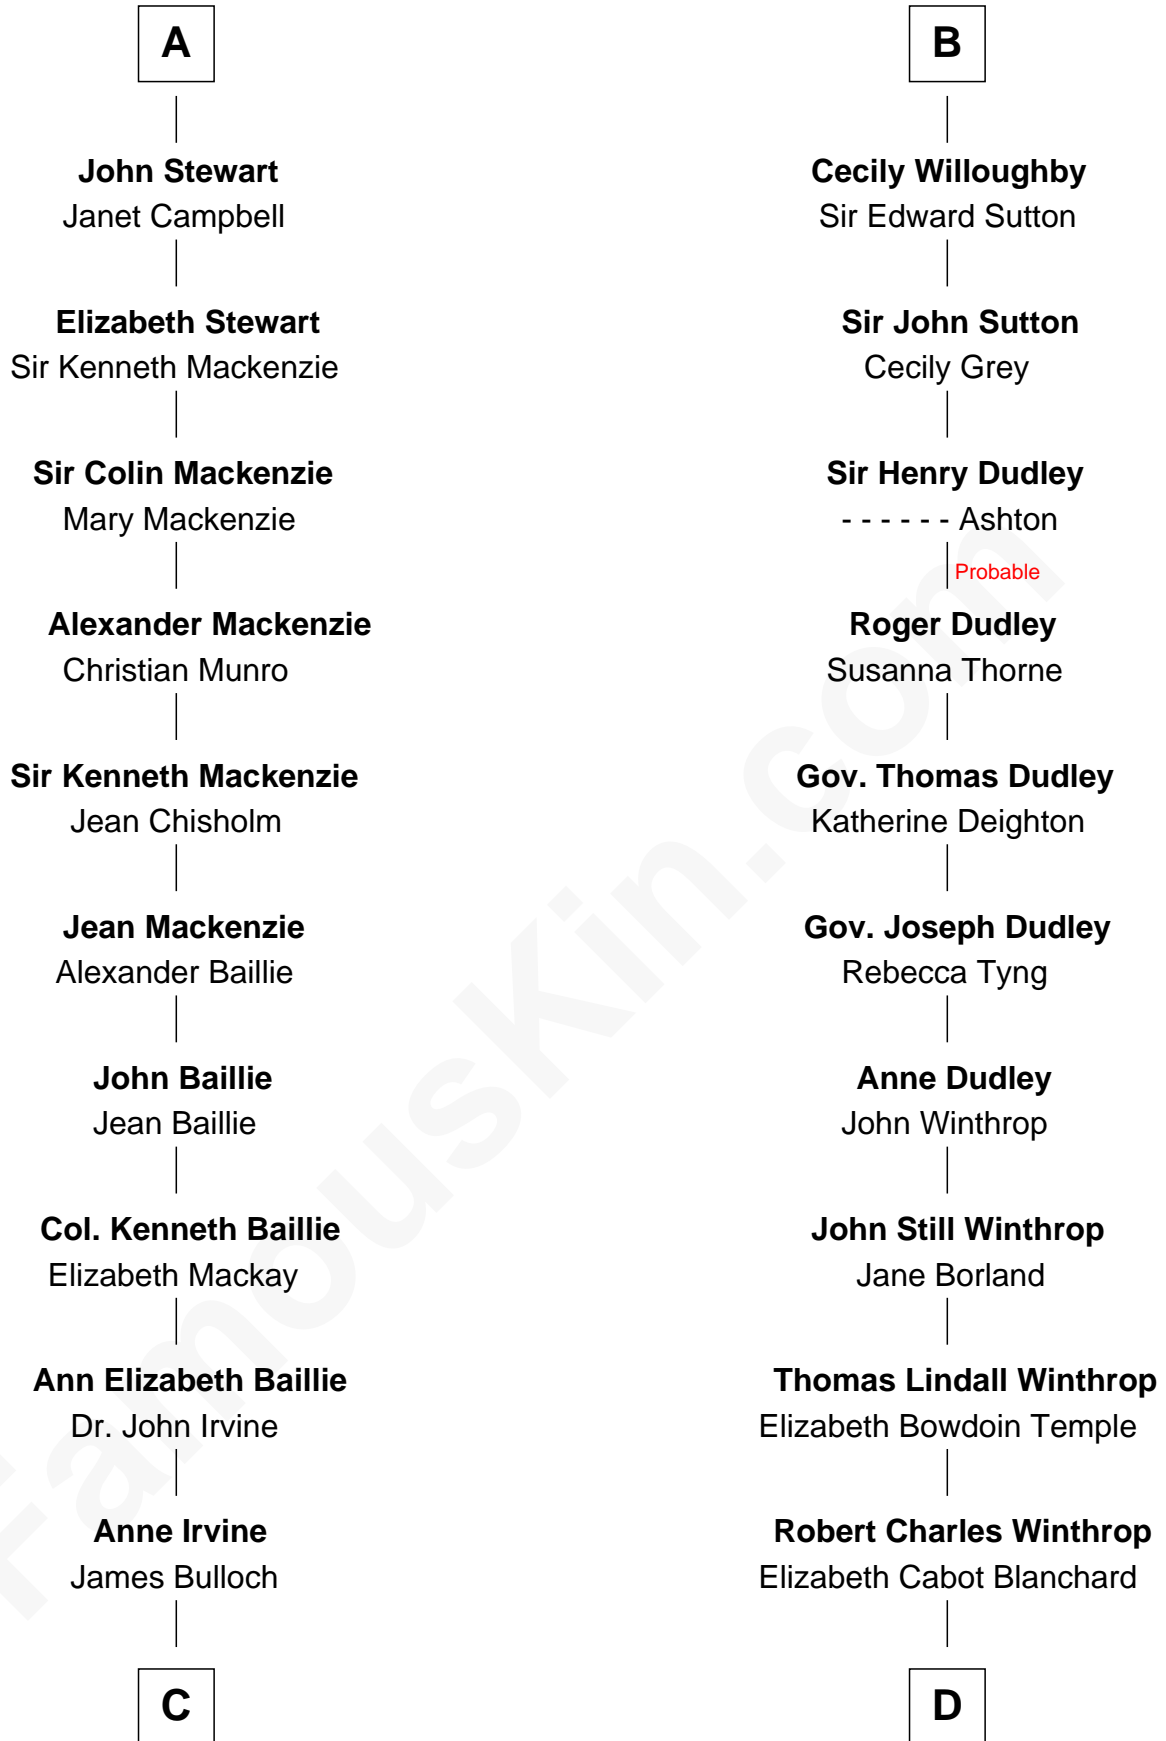 A
John Stewart
Janet Campbell
Elizabeth Stewart
Sir Kenneth Mackenzie
Sir Colin Mackenzie
Mary Mackenzie
Alexander Mackenzie
Christian Munro
Sir Kenneth Mackenzie
Jean Chisholm
Jean Mackenzie
Alexander Baillie
John Baillie
Jean Baillie
Col. Kenneth Baillie
Elizabeth Mackay
Ann Elizabeth Baillie
Dr. John Irvine
Anne Irvine
James Bulloch
C
B
Cecily Willoughby
Sir Edward Sutton
Sir John Sutton
Cecily Grey
Sir Henry Dudley
- - - - - - Ashton
Probable
Roger Dudley
Susanna Thorne
Gov. Thomas Dudley
Katherine Deighton
Gov. Joseph Dudley
Rebecca Tyng
Anne Dudley
John Winthrop
John Still Winthrop
Jane Borland
Thomas Lindall Winthrop
Elizabeth Bowdoin Temple
Robert Charles Winthrop
Elizabeth Cabot Blanchard
D
FamousKin.com